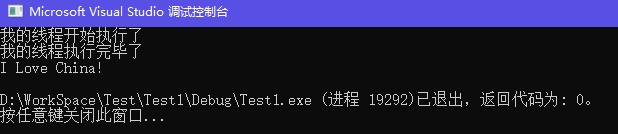 Microsoft Visual Studio 调试控制台
我的线程开始执行了
我的线程执行完毕了
I Love China!
D:\WorkSpace\Test\Test1\Debug\Test1.exe (进程 19292)已退出，返回代码为: 0。
按任意键关闭此窗口...